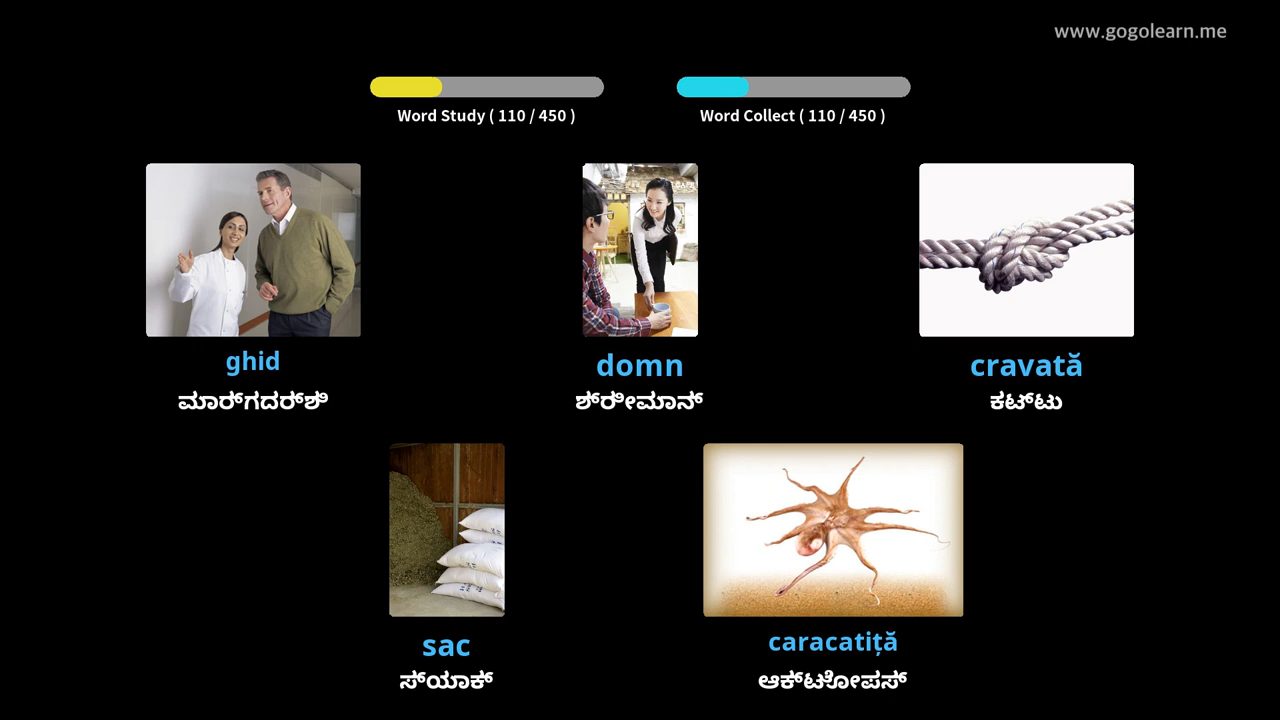 www.gogolearn.me
Word Study ( 110 / 450 )
Word Collect ( 110 / 450 )
ghid
ಮಾರ್ಗದರ್ಶಿ
domn
ಶ್ರೀಮಾನ್
cravată
ಕಟ್ಟು
sac
ಸ್ಯಾಕ್
caracatiță
ಆಕ್ಟೋಪಸ್